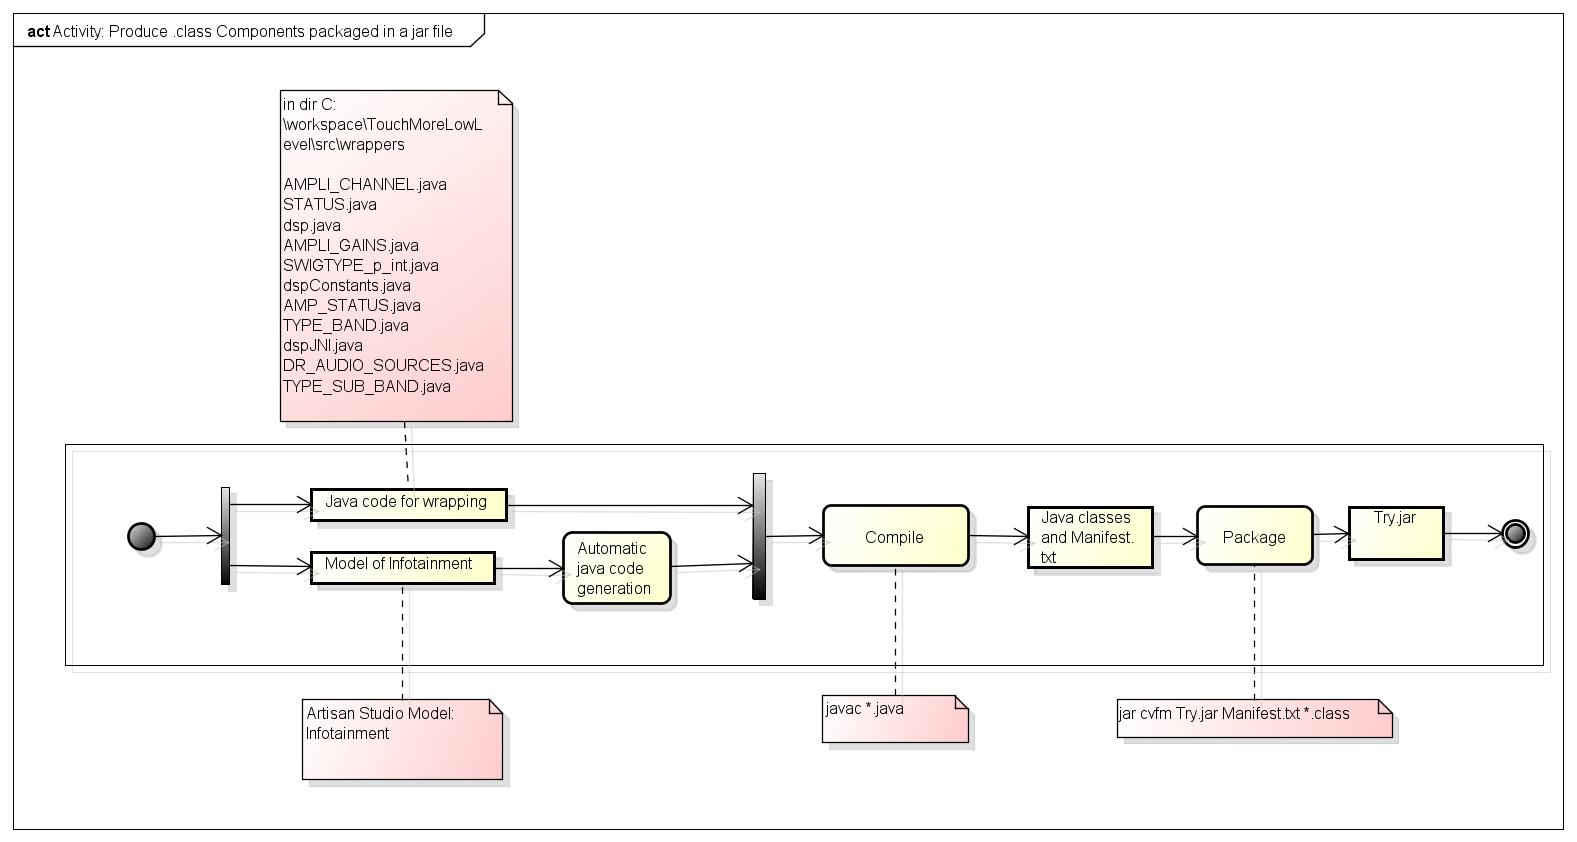 act Activity: Produce .class Components packaged in a jar file
in dir C:
\workspace\TouchMoreLowL
evel\src\wrappers
AMPLI_CHANNEL.java
STATUS.java
dsp.java
AMPLI_GAINS.java
SWIGTYPE_p_int.java
dspConstants.java
AMP_STATUS.java
TYPE_BAND.java
dspJNI.java
DR_AUDIO_SOURCES.java
TYPE_SUB_BAND.java
Java code for wrapping
Model of Infotainment
Automatic
java code
generation
Compile
Java classes
and Manifest.
txt
Package
Try.jar
Artisan Studio Model:
Infotainment
javac *.java
jar cvfm Try.jar Manifest.txt *.class